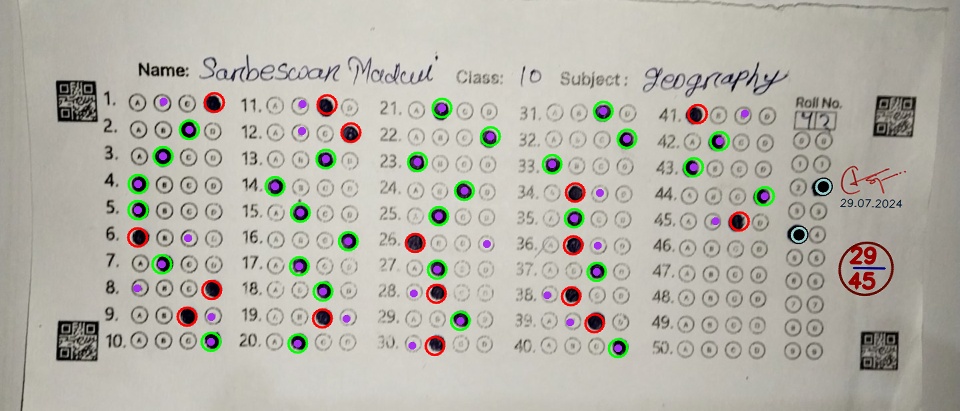 Name: Sanbeswar Madcui Class: 10 Subject: geography
Roll No.
42
1. A B C
2. A B D
3. A C D
4. B C D
5. B C D
6. B C D
7. A C D
8. A B C
9. A B D
10. A B C
11. A B D
12. A B C
13. A B D
14. B C D
15. A C D
16. A B C
17. A C D
18. A B D
19. A B D
20. A C D
21. A C D
22. A B C
23. B C D
24. A B D
25. A C D
26. B C D
27. A C D
28. A C D
29. A B D
30. A C D
31. A B D
32. A B C
33. B C D
34. A C D
35. A C D
36. A C D
37. A B D
38. A C D
39. A B D
40. A B C
41. B C D
42. A C D
43. B C D
44. A B C
45. A B D
46. A B C D
47. A B C D
48. A B C D
49. A B C D
50. A B C D
29.07.2024
29
45